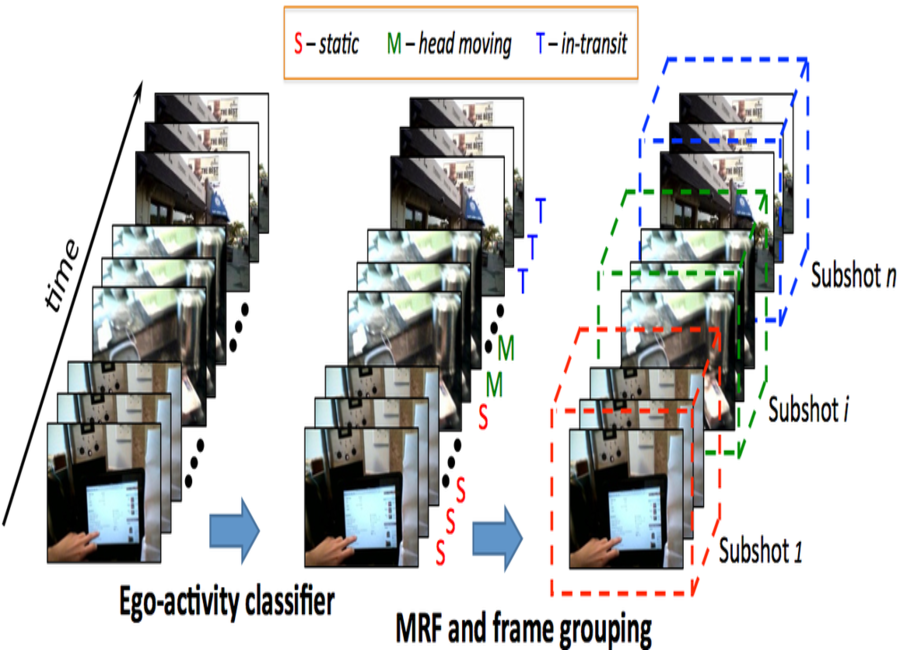 S – static M – head moving T – in-transit
time
T
T
T
M
M
S
S
S
S
Subshot n
Subshot i
Subshot 1
Ego-activity classifier
MRF and frame grouping